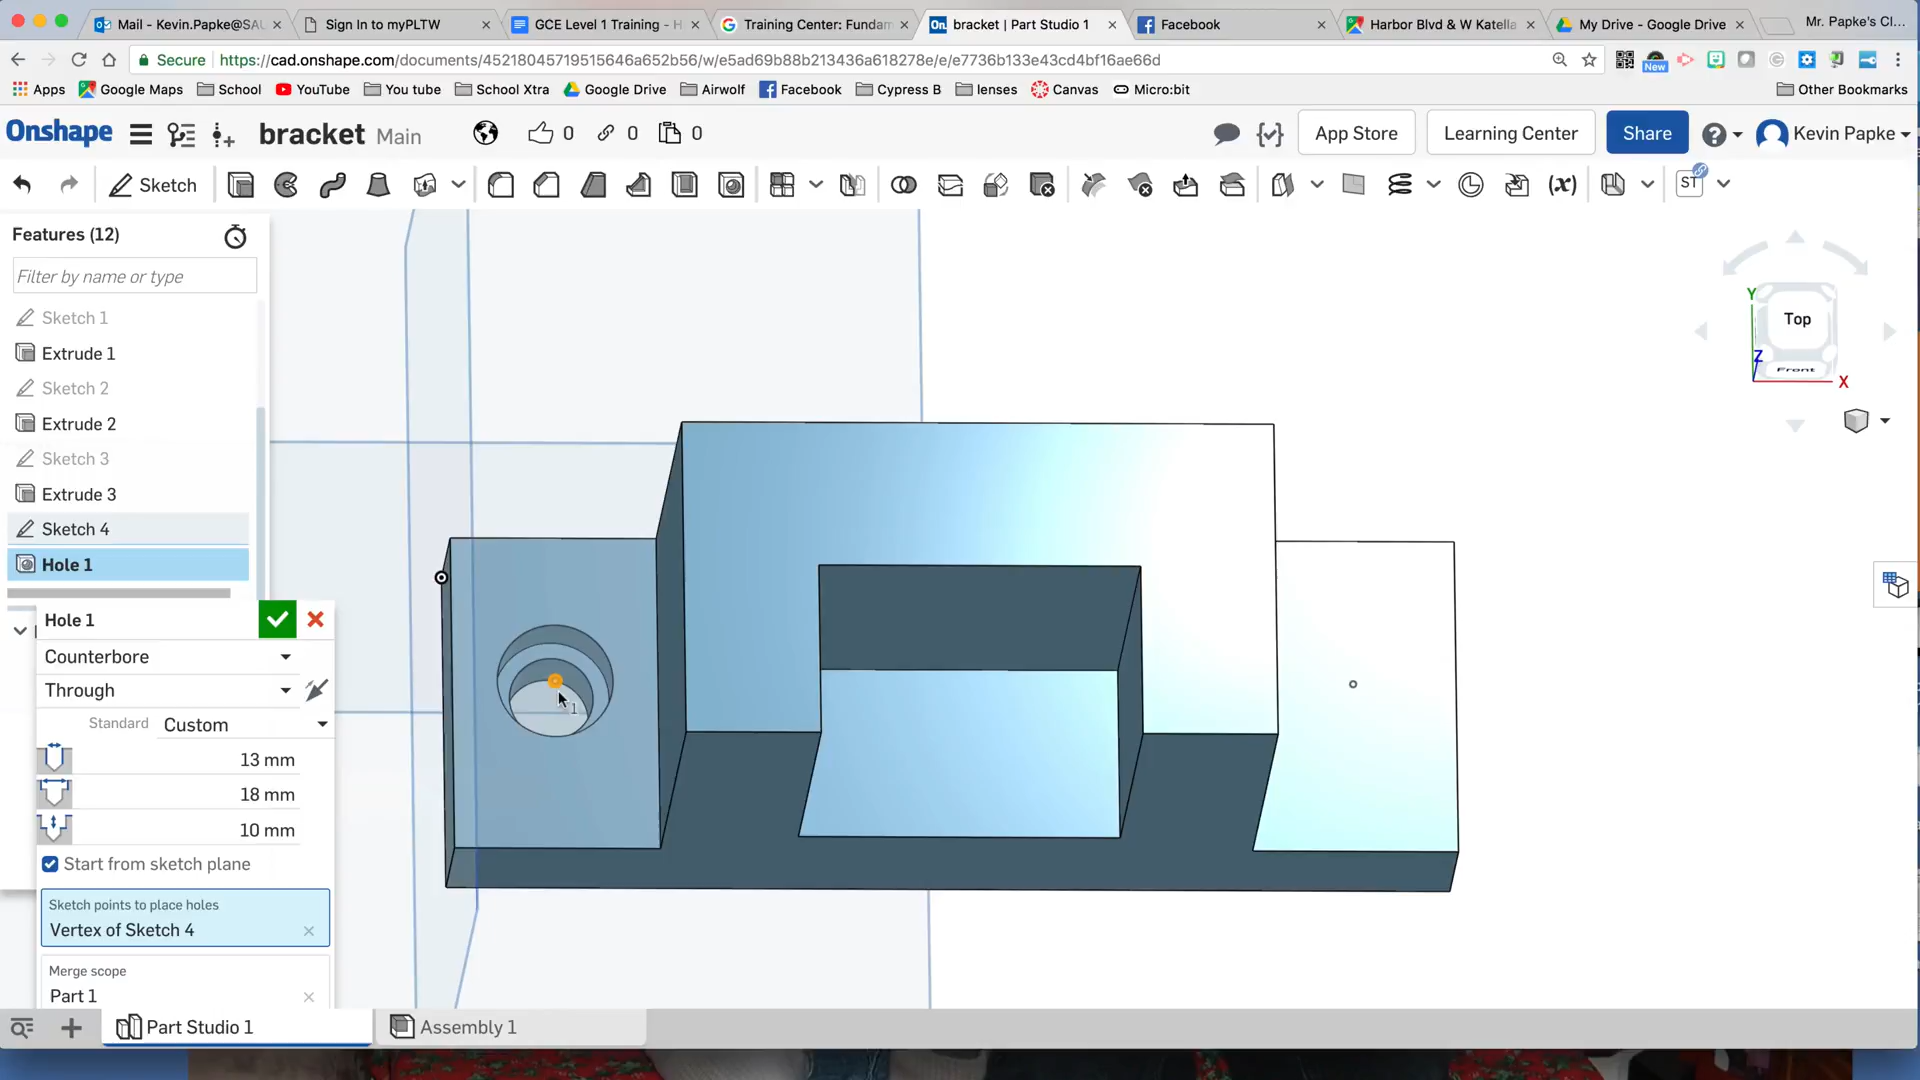 Mail - Kevin.Papke@SAU
Sign In to myPLTW
GCE Level 1 Training - H
Training Center: Fundam
On.
bracket | Part Studio 1
Facebook
Harbor Blvd & W Katella
My Drive - Google Drive
Mr. Papke's Cl...
Secure
https://cad.onshape.com/documents/45218045719515646a652b56/w/e5ad69b88b213436a618278e/e/e7736b133e43cd4bf16ae66d
New
Apps
Google Maps
School
YouTube
You tube
School Xtra
Google Drive
Airwolf
Facebook
Cypress B
lenses
Canvas
Micro:bit
Other Bookmarks
Onshape
bracket Main
0
0
0
App Store
Learning Center
Share
Kevin Papke
Sketch
(x)
ST
Features (12)
Filter by name or type
Sketch 1
Extrude 1
Sketch 2
Extrude 2
Sketch 3
Extrude 3
Sketch 4
Hole 1
Hole 1
Counterbore
Through
Standard Custom
13 mm
18 mm
10 mm
Start from sketch plane
Sketch points to place holes
Vertex of Sketch 4
Merge scope
Part 1
1
Y
Top
Z
Front
X
Part Studio 1
Assembly 1